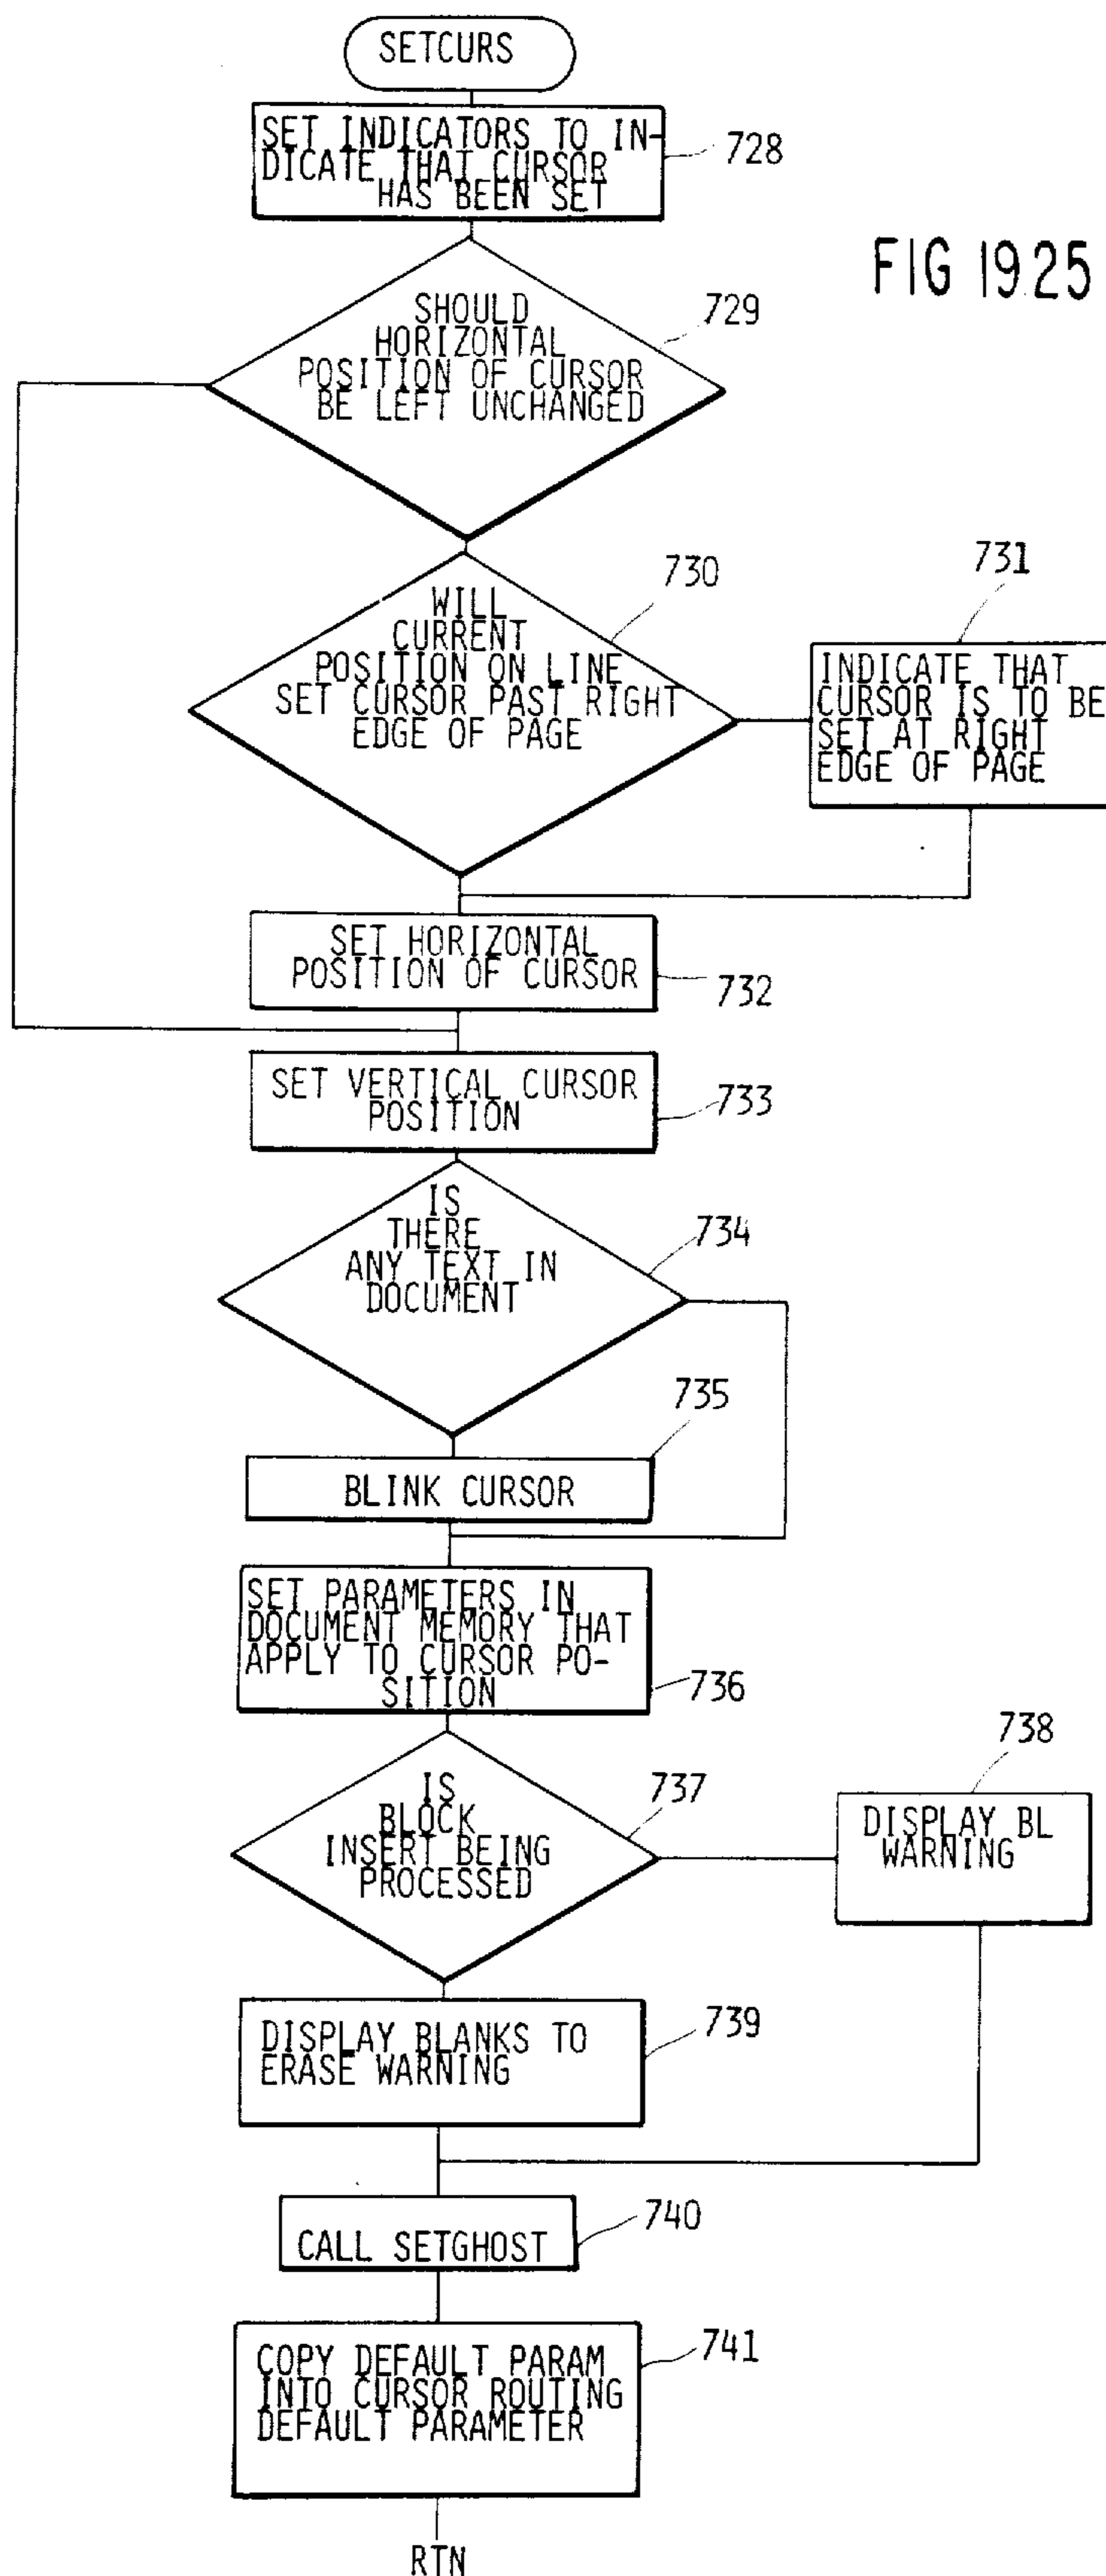 SETCURS
SET INDICATORS TO IN-
DICATE THAT CURSOR
HAS BEEN SET
728
FIG 19.25
SHOULD
HORIZONTAL
POSITION OF CURSOR
BE LEFT UNCHANGED
729
WILL
CURRENT
POSITION ON LINE
SET CURSOR PAST RIGHT
EDGE OF PAGE
730
731
INDICATE THAT
CURSOR IS TO BE
SET AT RIGHT
EDGE OF PAGE
SET HORIZONTAL
POSITION OF CURSOR
732
SET VERTICAL CURSOR
POSITION
733
IS
THERE
ANY TEXT IN
DOCUMENT
734
735
BLINK CURSOR
SET PARAMETERS IN
DOCUMENT MEMORY THAT
APPLY TO CURSOR PO-
SITION
736
IS
BLOCK
INSERT BEING
PROCESSED
737
738
DISPLAY BL
WARNING
DISPLAY BLANKS TO
ERASE WARNING
739
CALL SETGHOST
740
COPY DEFAULT PARAM
INTO CURSOR ROUTING
DEFAULT PARAMETER
741
RTN